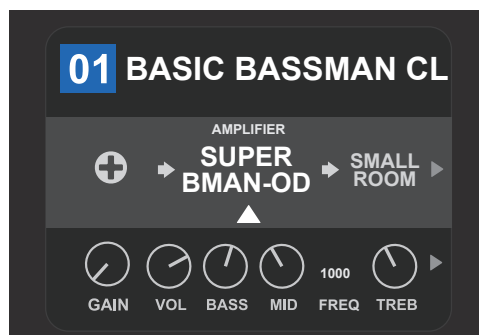 01 BASIC BASSMAN CL
AMPLIFIER
SUPER
BMAN-OD
SMALL
ROOM
1000
GAIN VOL BASS MID FREQ TREB